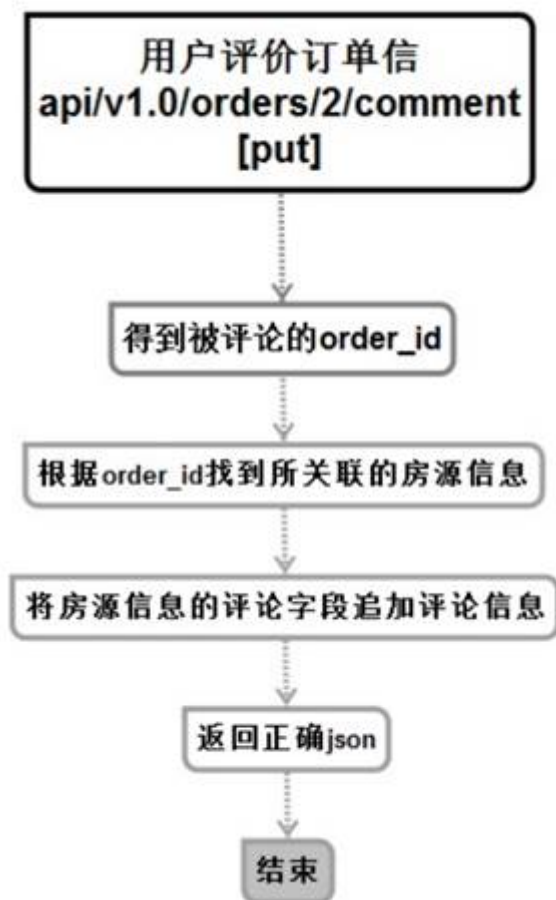 用户评价订单信
api/v1.0/orders/2/comment
[put]
得到被评论的order_id
根据order_id找到所关联的房源信息
将房源信息的评论字段追加评论信息
返回正确json
结束